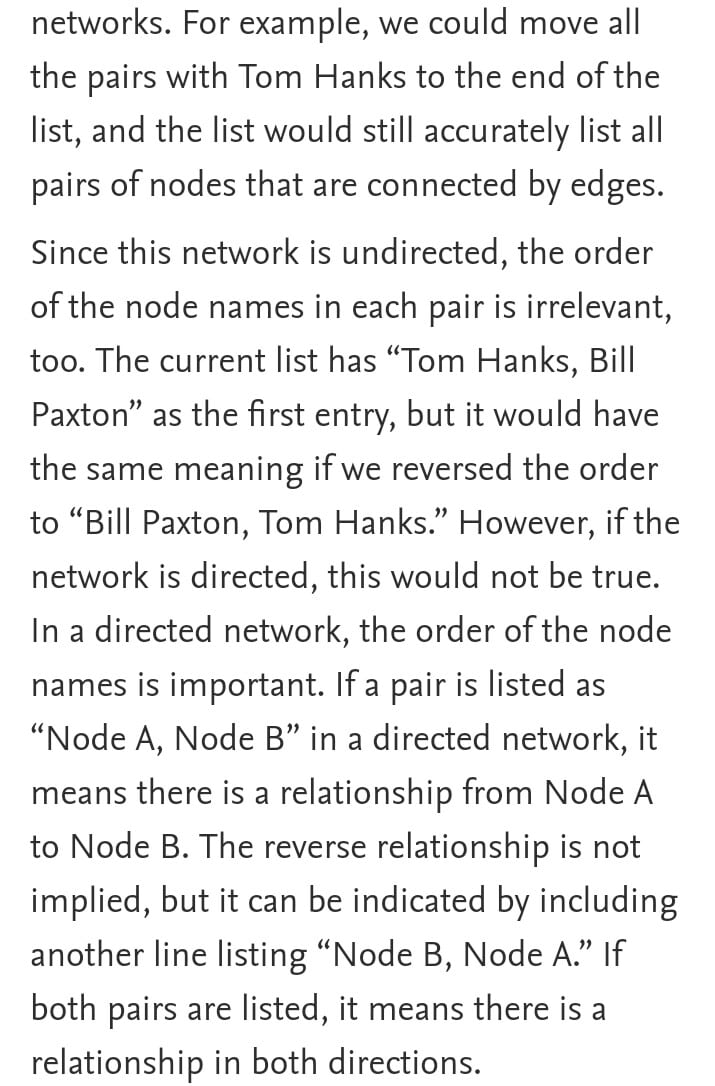 networks. For example, we could move all
the pairs with Tom Hanks to the end of the
list, and the list would still accurately list all
pairs of nodes that are connected by edges.
Since this network is undirected, the order
of the node names in each pair is irrelevant,
too. The current list has “Tom Hanks, Bill
Paxton” as the first entry, but it would have
the same meaning if we reversed the order
to “Bill Paxton, Tom Hanks.” However, if the
network is directed, this would not be true.
In a directed network, the order of the node
names is important. If a pair is listed as
“Node A, Node B” in a directed network, it
means there is a relationship from Node A
to Node B. The reverse relationship is not
implied, but it can be indicated by including
another line listing “Node B, Node A.” If
both pairs are listed, it means there is a
relationship in both directions.